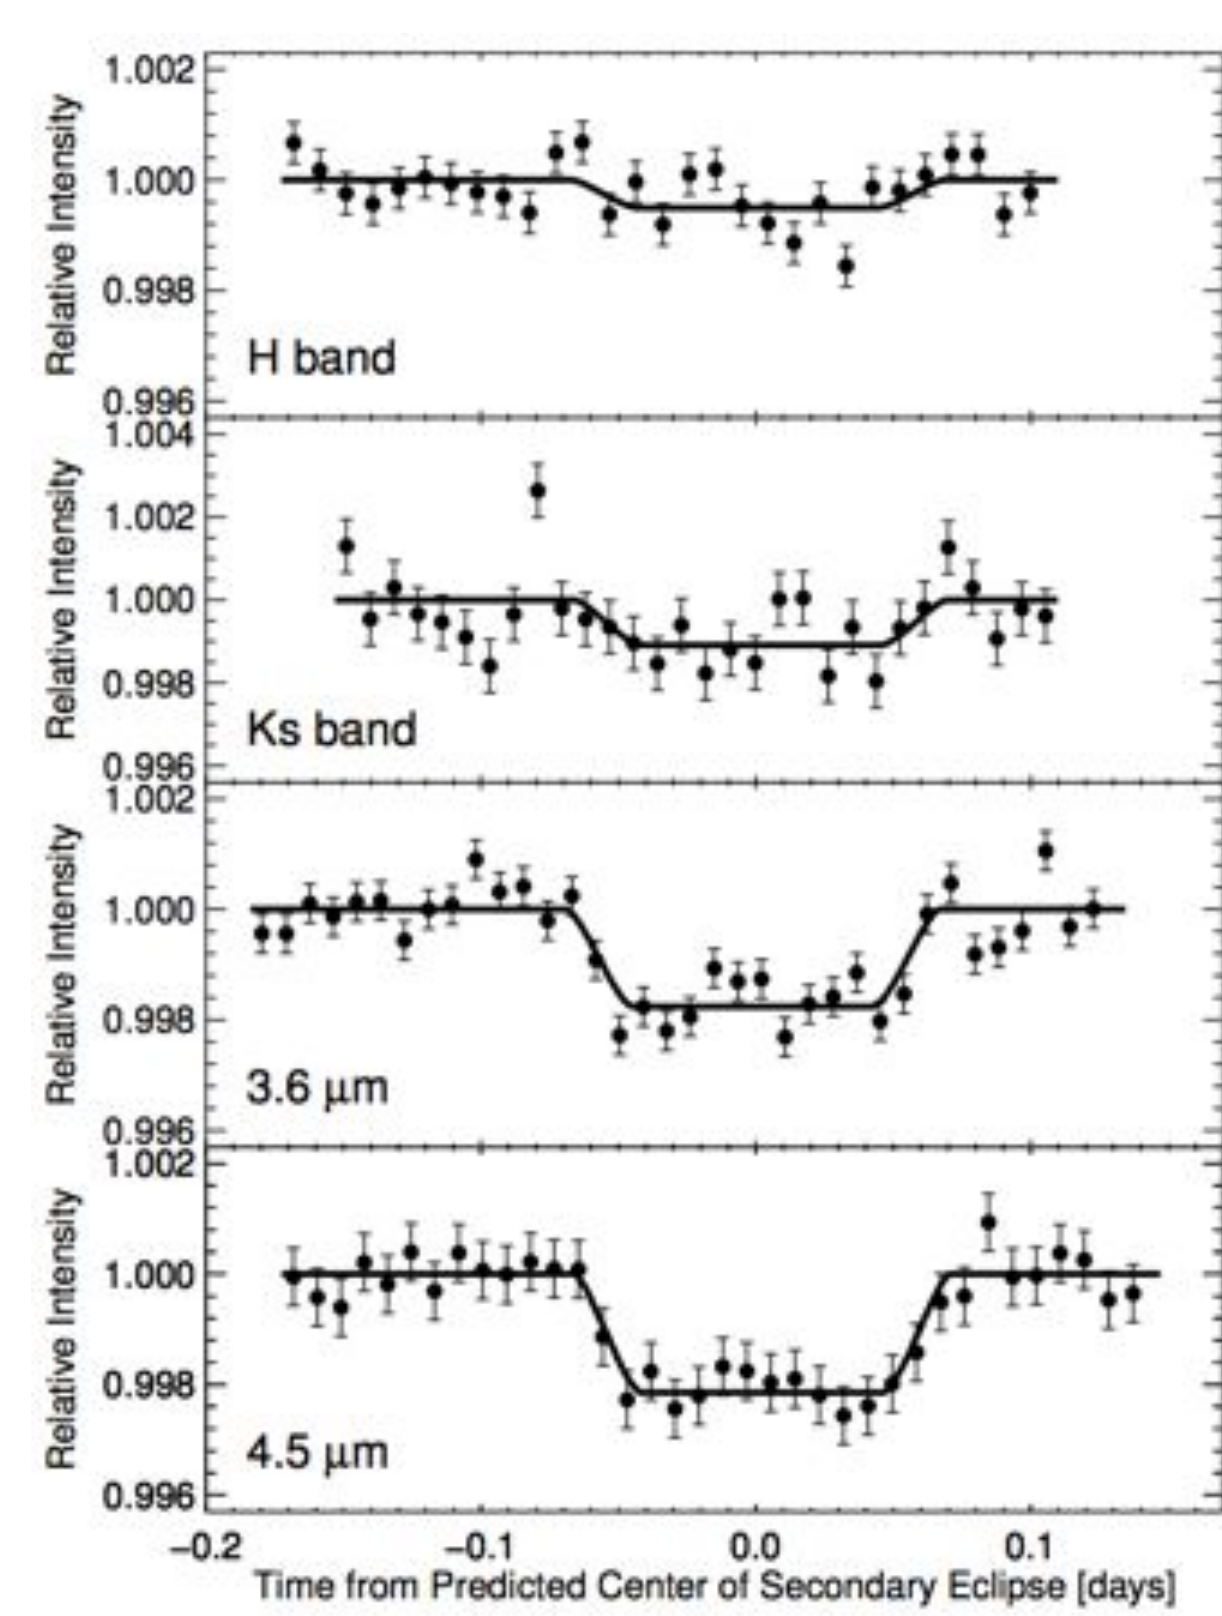 1.002
1.000
0.998
0.996
Relative Intensity
H band
1.004
1.002
1.000
0.998
0.996
Relative Intensity
Ks band
1.002
1.000
0.998
0.996
Relative Intensity
3.6 μm
1.002
1.000
0.998
0.996
Relative Intensity
4.5 μm
−0.2 −0.1 0.0 0.1
Time from Predicted Center of Secondary Eclipse [days]